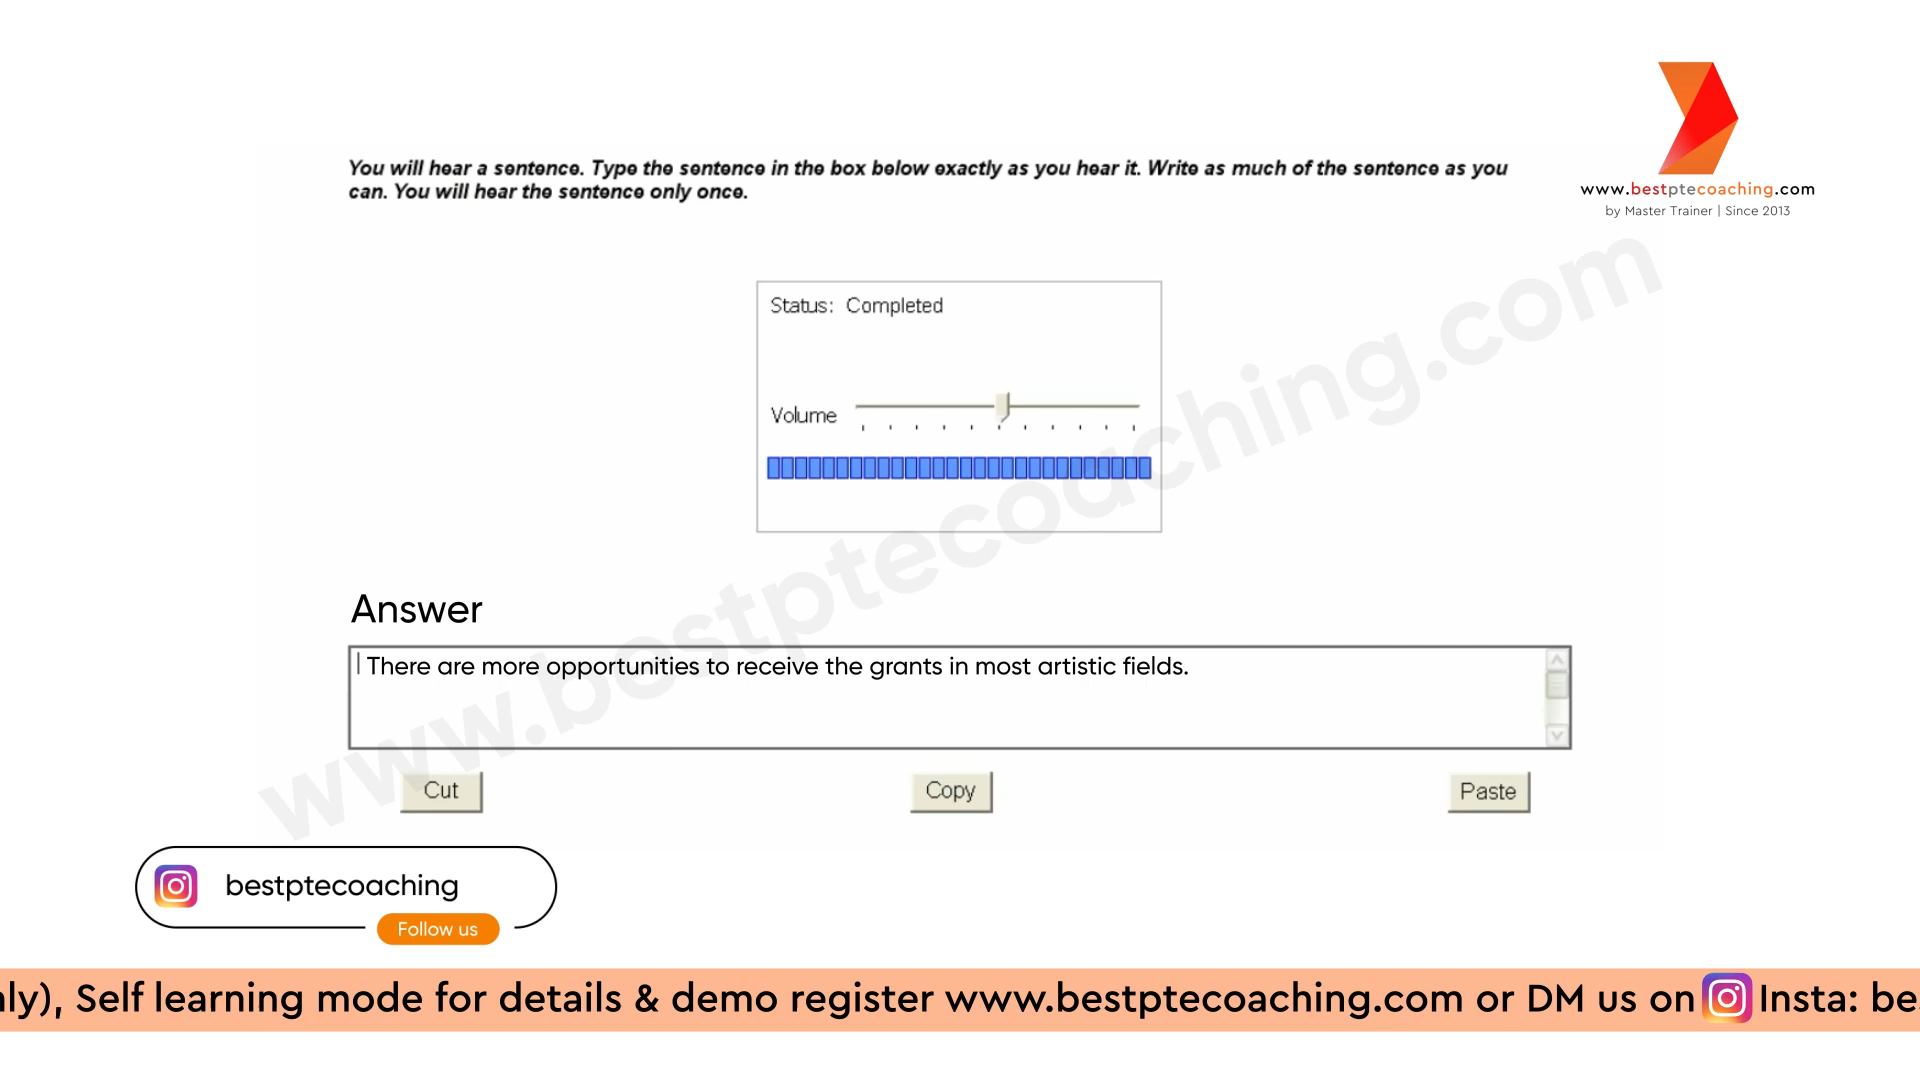 You will hear a sentence. Type the sentence in the box below exactly as you hear it. Write as much of the sentence as you
can. You will hear the sentence only once.
www.bestptecoaching.com
by Master Trainer | Since 2013
Status: Completed
Volume
www.bestptecoaching.com
Answer
There are more opportunities to receive the grants in most artistic fields.
Cut
Copy
Paste
bestptecoaching
Follow us
ly), Self learning mode for details & demo register www.bestptecoaching.com or DM us on Insta: be